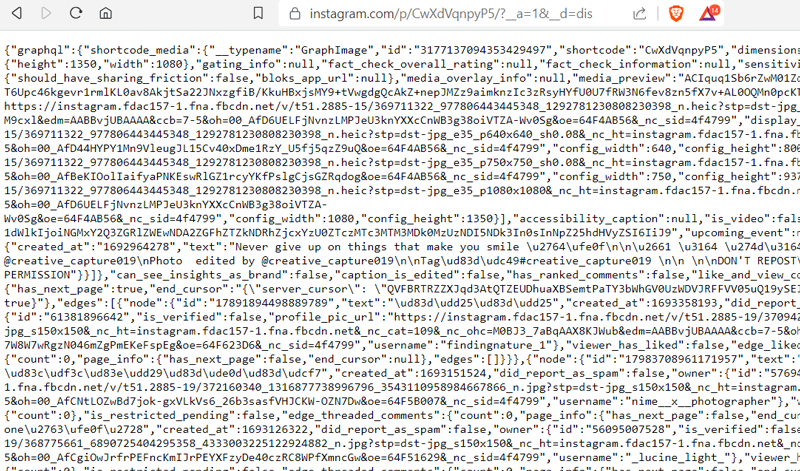 instagram.com/p/CwXdVqnpyP5/?__a=1&__d=dis
14
{"graphql":{"shortcode_media":{"__typename":"GraphImage","id":"3177137094353429497","shortcode":"CwXdVqnpyP5","dimensions
{"height":1350,"width":1080},"gating_info":null,"fact_check_overall_rating":null,"fact_check_information":null,"sensitivi
{"should_have_sharing_friction":false,"bloks_app_url":null},"media_overlay_info":null,"media_preview":"ACIquq1Sb6rZwM01Zo
T6Upc46kgevr1rmlKL0av8AkjtSa22JNxzgfiB/KkuHBxjsMY9+tVwgdgQcAkZ+nepJMZz9aimknzIc3zRsyHYfU0U7fRW3N6fev8zn5fX7v+AL0OQMn0pcKT
https://instagram.fdac157-1.fna.fbcdn.net/v/t51.2885-15/369711322_977806443445348_1292781230808230398_n.heic?stp=dst-jpg_
M9cxl&edm=AABBvjUBAAAA&ccb=7-5&oh=00_AfD6UELFjNvnzLMPJeU3knYXXcCnWB3g38oiVTZA-Wv0Sg&oe=64F4AB56&_nc_sid=4f4799","display_
15/369711322_977806443445348_1292781230808230398_n.heic?stp=dst-jpg_e35_p640x640_sh0.08&_nc_ht=instagram.fdac157-1.fna.fb
5&oh=00_AfD44HYPY1Mn9VleugJL15Cv40xDme1RzY_U5fj5qzZ9uQ&oe=64F4AB56&_nc_sid=4f4799","config_width":640,"config_height":800
15/369711322_977806443445348_1292781230808230398_n.heic?stp=dst-jpg_e35_p750x750_sh0.08&_nc_ht=instagram.fdac157-1.fna.fb
5&oh=00_AfBeKIOolIaifyaPNKEswRlGZ1rcyYKfPslgCjsGZRqdog&oe=64F4AB56&_nc_sid=4f4799","config_width":750,"config_height":937
15/369711322_977806443445348_1292781230808230398_n.heic?stp=dst-jpg_e35_p1080x1080&_nc_ht=instagram.fdac157-1.fna.fbcdn.n
5&oh=00_AfD6UELFjNvnzLMPJeU3knYXXcCnWB3g38oiVTZA-
Wv0Sg&oe=64F4AB56&_nc_sid=4f4799","config_width":1080,"config_height":1350}],"accessibility_caption":null,"is_video":fals
1dWlkIjoiNGMxY2Q3ZGRlZWEwNDA2ZGFhZTZkNDRhZjcxYzU0ZTczMTc3MTM3MDk0MzUzNDI5NDk3In0sInNpZ25hdHVyZSI6IiJ9","upcoming_event":n
{"created_at":"1692964278","text":"Never give up on things that make you smile \u2764\ufe0f\n\n\u2661 \u3164 \u274d\u3164
@creative_capture019\nPhoto  edited by @creative_capture019\n\nTag\ud83d\udc49#creative_capture019 \n\n \n\nDON'T REPOST\
PERMISSION"}}]},"can_see_insights_as_brand":false,"caption_is_edited":false,"has_ranked_comments":false,"like_and_view_co
{"has_next_page":true,"end_cursor":"{\"server_cursor\": \"QVFBRTRZZXJqd3AtQTZEUDhuaXBSemtPaTY3bWhGV0UzWDVJRFFVV05uQ19ySEI
true}"},"edges":[{"node":{"id":"17891894498889789","text":"\ud83d\udd25\ud83d\udd25","created_at":1693358193,"did_report_
{"id":"61381896642","is_verified":false,"profile_pic_url":"https://instagram.fdac157-1.fna.fbcdn.net/v/t51.2885-19/370942
jpg_s150x150&_nc_ht=instagram.fdac157-1.fna.fbcdn.net&_nc_cat=109&_nc_ohc=M0BJ3_7aBqAAX8KJWub&edm=AABBvjUBAAAA&ccb=7-5&oh
7W8W7wRgzN046mZgPmEKeFspEg&oe=64F623D6&_nc_sid=4f4799","username":"findingnature_1"},"viewer_has_liked":false,"edge_liked
{"count":0,"page_info":{"has_next_page":false,"end_cursor":null},"edges":[]}}},{"node":{"id":"17983708961171957","text":"
\ud83c\udf3c\ud83e\udd29\ud83d\ude0d\ud83d\udcf7","created_at":1693151524,"did_report_as_spam":false,"owner":{"id":"57694
1.fna.fbcdn.net/v/t51.2885-19/372160340_1316877738996796_3543110958984667866_n.jpg?stp=dst-jpg_s150x150&_nc_ht=instagram.
5&oh=00_AfCNtLOZwBd7jok-gxVLkVs6_26b3sasfVHJCKW-OZN7Dw&oe=64F5B007&_nc_sid=4f4799","username":"nime__x__photographer"},"v
{"count":0},"is_restricted_pending":false,"edge_threaded_comments":{"count":0,"page_info":{"has_next_page":false,"end_cur
one\u2763\ufe0f\u2728","created_at":1693126322,"did_report_as_spam":false,"owner":{"id":"56095007528","is_verified":false
19/368775661_6890725404295358_4333003225122924882_n.jpg?stp=dst-jpg_s150x150&_nc_ht=instagram.fdac157-1.fna.fbcdn.net&_nc
5&oh=00_AfCgiOwJrfrPEFncKmIJrPEYXFzyDe40czRC8WPfXmncGw&oe=64F51629&_nc_sid=4f4799","username":"_lucine_light_"},"viewer_h